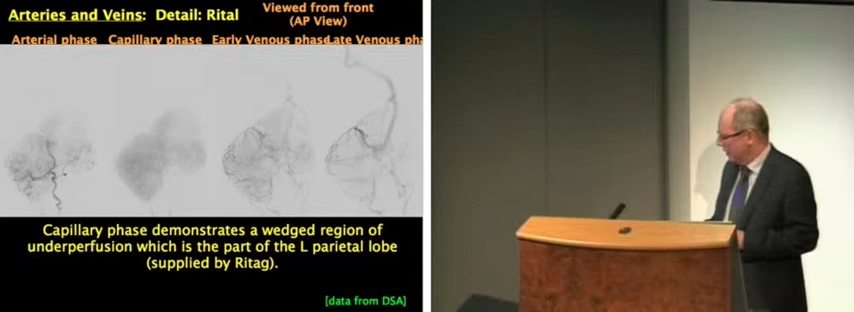 Arteries and Veins: Detail: Rital
Viewed from front
(AP View)
Arterial phase Capillary phase Early Venous phase Late Venous pha
Capillary phase demonstrates a wedged region of
underperfusion which is the part of the L parietal lobe
(supplied by Ritag).
[data from DSA]